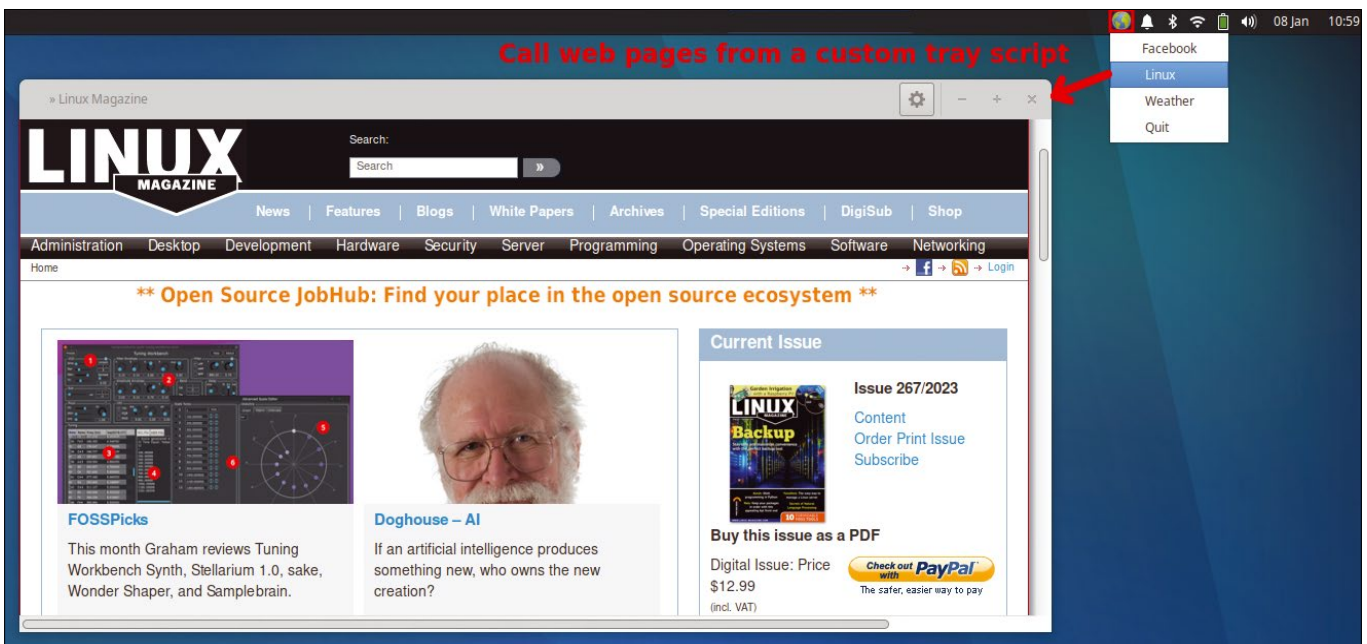 08 Jan 10:59
Call web pages from a custom tray script
Facebook
Linux
Weather
Quit
» Linux Magazine
LINUX
MAGAZINE
Search:
Search
»
News | Features | Blogs | White Papers | Archives | Special Editions | DigiSub | Shop
Administration Desktop Development Hardware Security Server Programming Operating Systems Software Networking
Home
→ f → → Login
** Open Source JobHub: Find your place in the open source ecosystem **
1
2
3
4
5
6
FOSSPicks
This month Graham reviews Tuning
Workbench Synth, Stellarium 1.0, sake,
Wonder Shaper, and Samplebrain.
Doghouse – AI
If an artificial intelligence produces
something new, who owns the new
creation?
Current Issue
LINUX
Backup
Issue 267/2023
Content
Order Print Issue
Subscribe
Buy this issue as a PDF
Digital Issue: Price
$12.99
(incl. VAT)
Check out
with PayPal
The safer, easier way to pay